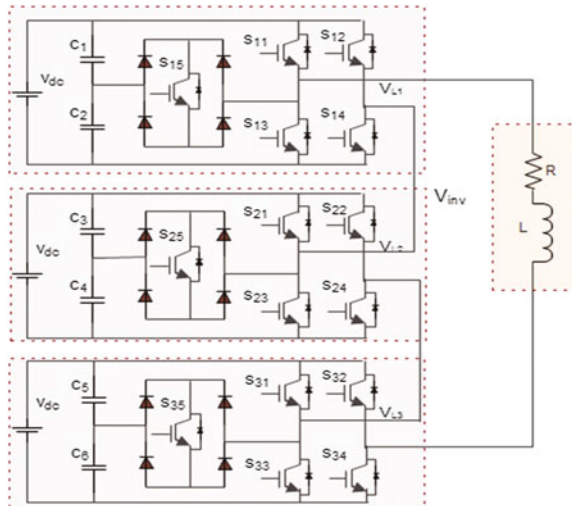 C1 S11 S12
S15
Vdc
VL1
C2 S13 S14
R
Vinv
L
C3 S21 S22
S25
Vdc VL2
C4 S23 S24
C5 S31 S32
S35
Vdc VL3
C6 S33 S34